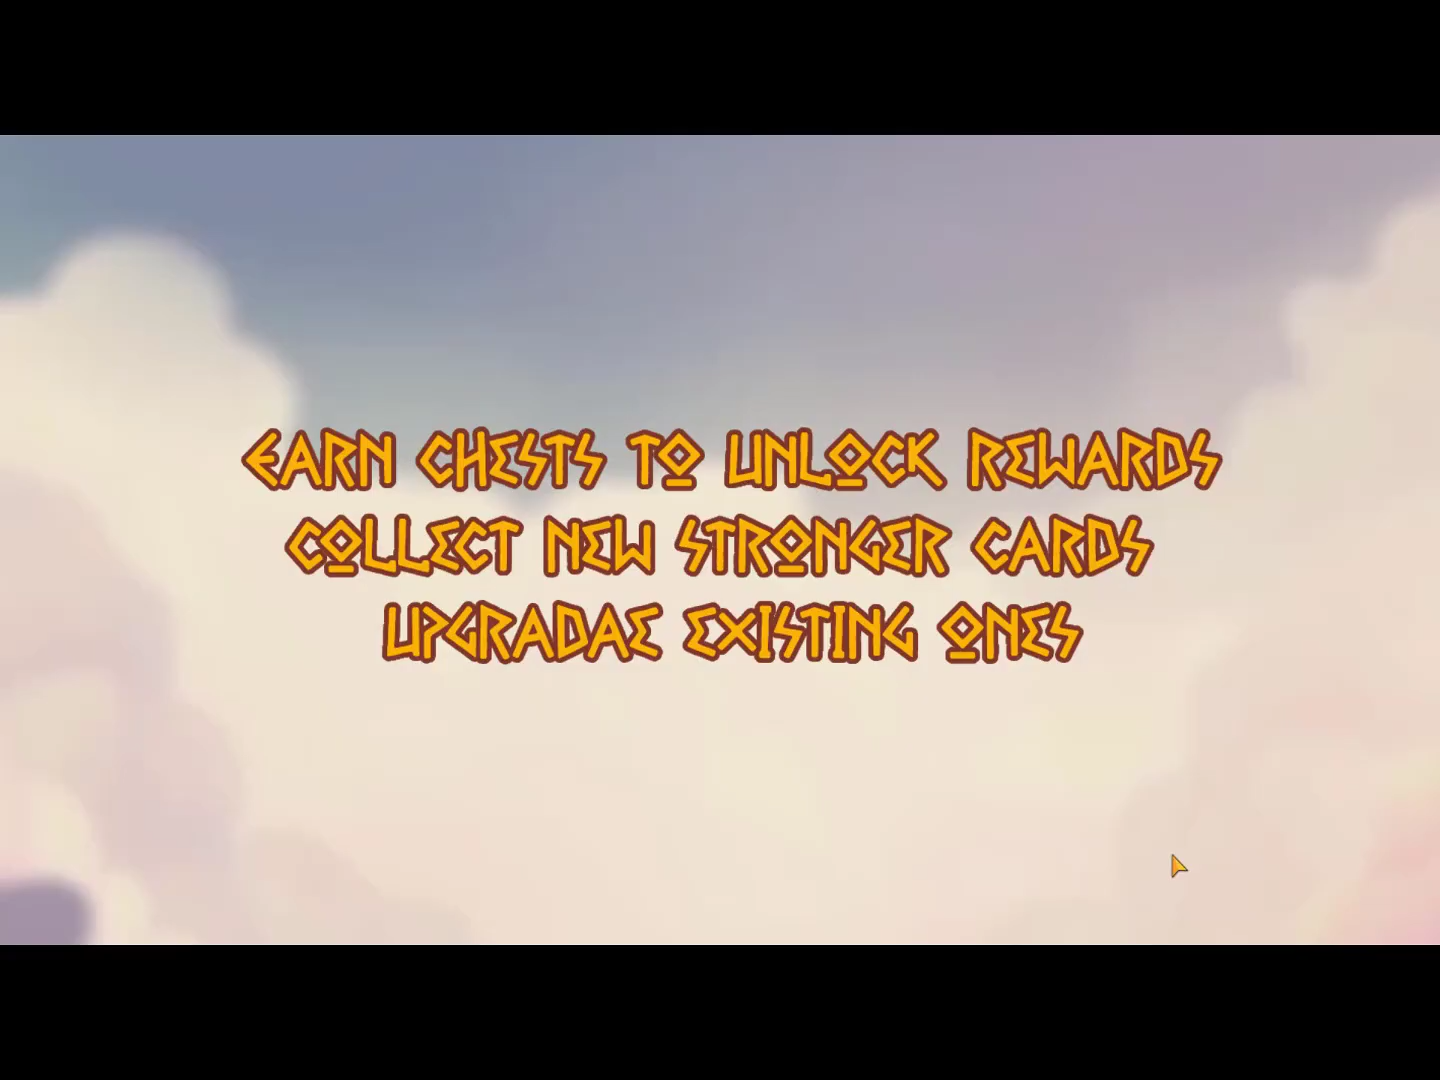 EARN CHESTS TO UNLOCK REWARDS
COLLECT NEW STRONGER CARDS
UPGRADAE EXISTING ONES